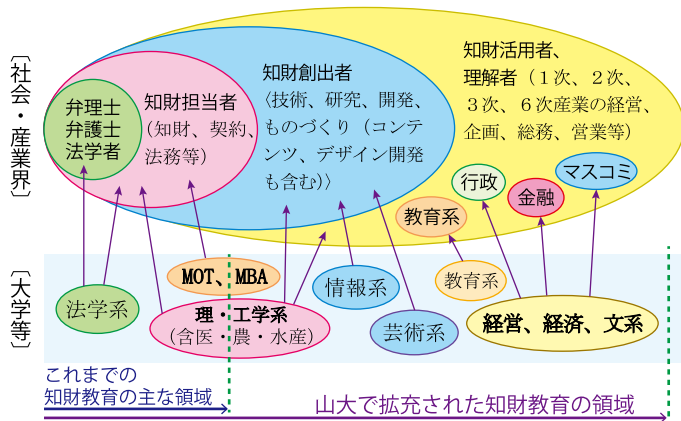 〔社会・産業界〕
弁理士
弁護士
法学者
知財担当者
（知財、契約、
法務等）
知財創出者
〈技術、研究、開発、
ものづくり（コンテ
ンツ、デザイン開発
も含む）〉
知財活用者、
理解者（１次、２次、
３次、６次産業の経営、
企画、総務、営業等）
教育系
行政
金融
マスコミ
〔大学等〕
法学系
MOT、MBA
理・工学系
（含医・農・水産）
情報系
芸術系
教育系
経営、経済、文系
これまでの
知財教育の主な領域
山大で拡充された知財教育の領域